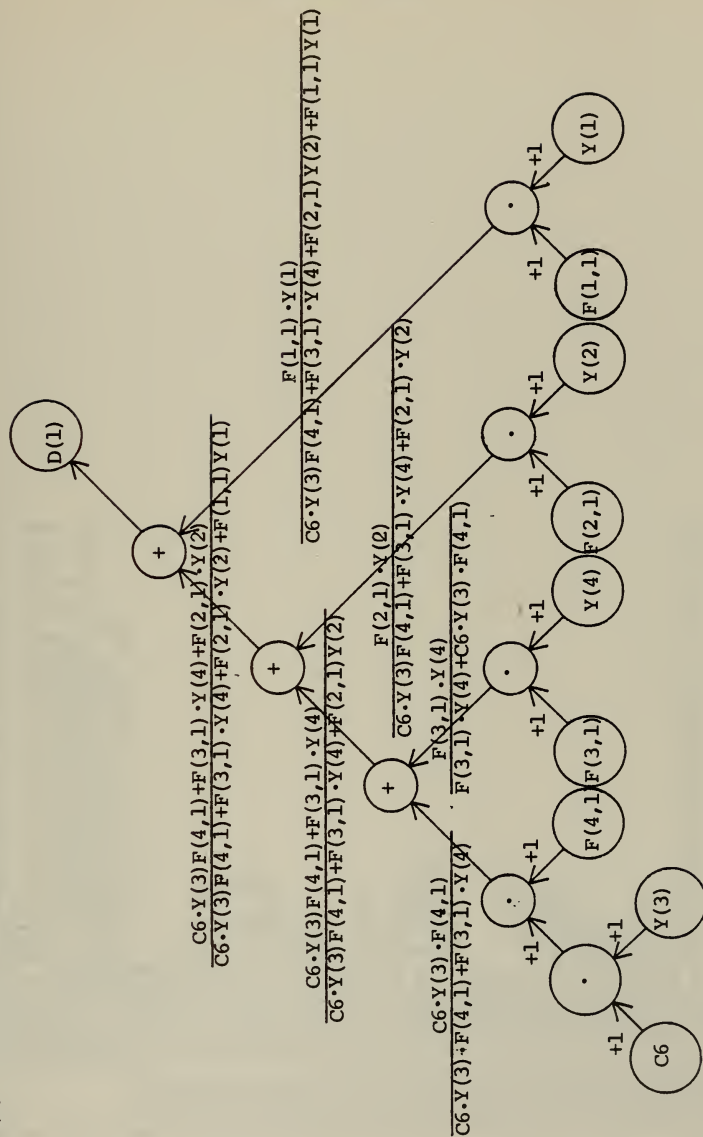 D(1)
+
F(1,1)·Y(1)
C6·Y(3)F(4,1)+F(3,1)·Y(4)+F(2,1)Y(2)+F(1,1)Y(1)
C6·Y(3)F(4,1)+F(3,1)·Y(4)+F(2,1)·Y(2)
C6·Y(3)F(4,1)+F(3,1)·Y(4)+F(2,1)·Y(2)+F(1,1)Y(1)
+
F(2,1)·Y(2)
C6·Y(3)F(4,1)+F(3,1)·Y(4)+F(2,1)·Y(2)
C6·Y(3)F(4,1)+F(3,1)·Y(4)
C6·Y(3)F(4,1)+F(3,1)·Y(4)+F(2,1)Y(2)
+
F(3,1)·Y(4)
F(3,1)·Y(4)+C6·Y(3)·F(4,1)
C6·Y(3)·F(4,1)
C6·Y(3)·F(4,1)+F(3,1)·Y(4)
·
·
·
·
+1
+1
+1
+1
+1
+1
+1
+1
·
F(4,1)
F(3,1)
Y(4)
F(2,1)
Y(2)
F(1,1)
Y(1)
+1
+1
C6
Y(3)